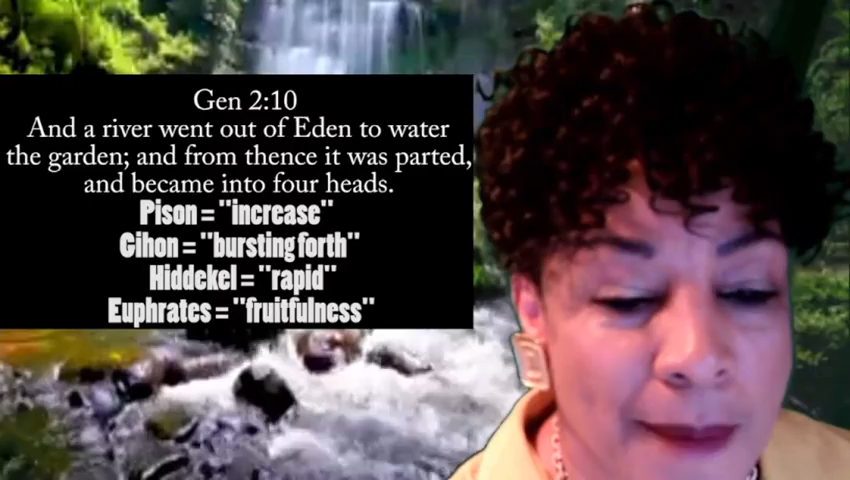 Gen 2:10
And a river went out of Eden to water
the garden; and from thence it was parted,
and became into four heads.
Pison = "increase"
Gihon = "bursting forth"
Hiddekel = "rapid"
Euphrates = "fruitfulness"